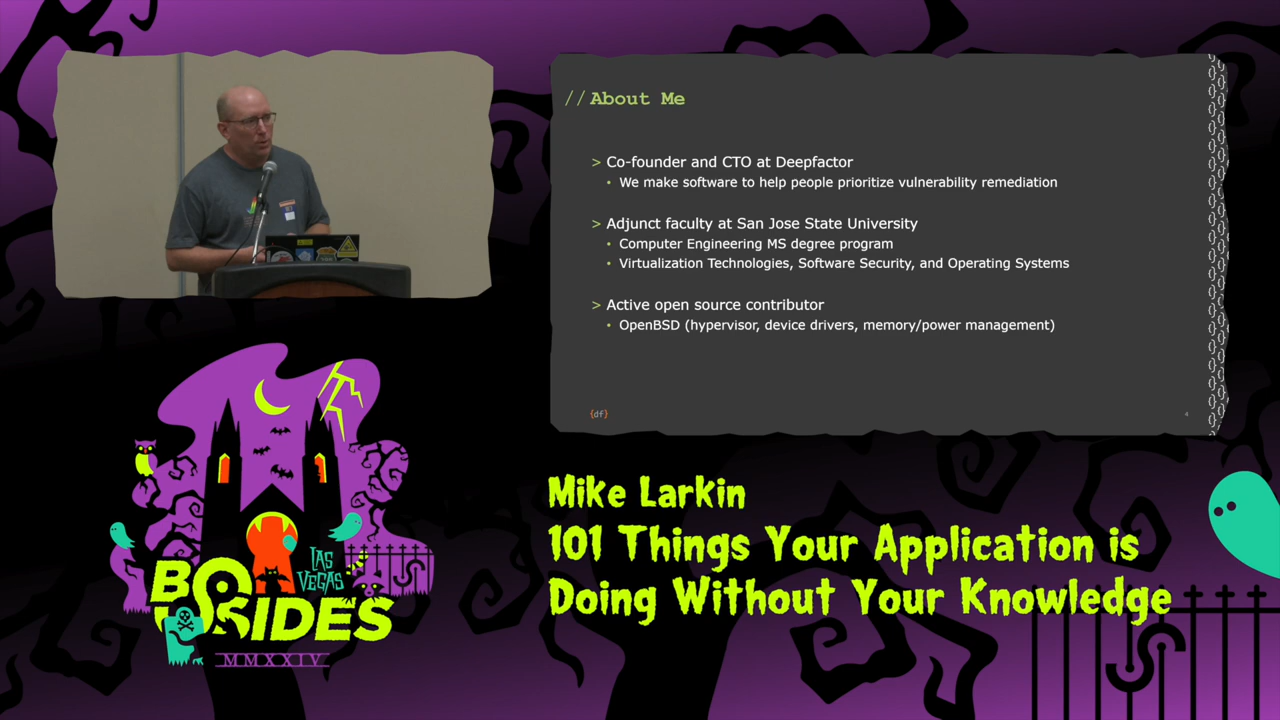 // About Me
> Co-founder and CTO at Deepfactor
• We make software to help people prioritize vulnerability remediation
> Adjunct faculty at San Jose State University
• Computer Engineering MS degree program
• Virtualization Technologies, Software Security, and Operating Systems
> Active open source contributor
• OpenBSD (hypervisor, device drivers, memory/power management)
{df}
4
Mike Larkin
101 Things Your Application is
Doing Without Your Knowledge
LAS
VEGAS
BSIDES
MMXXIV